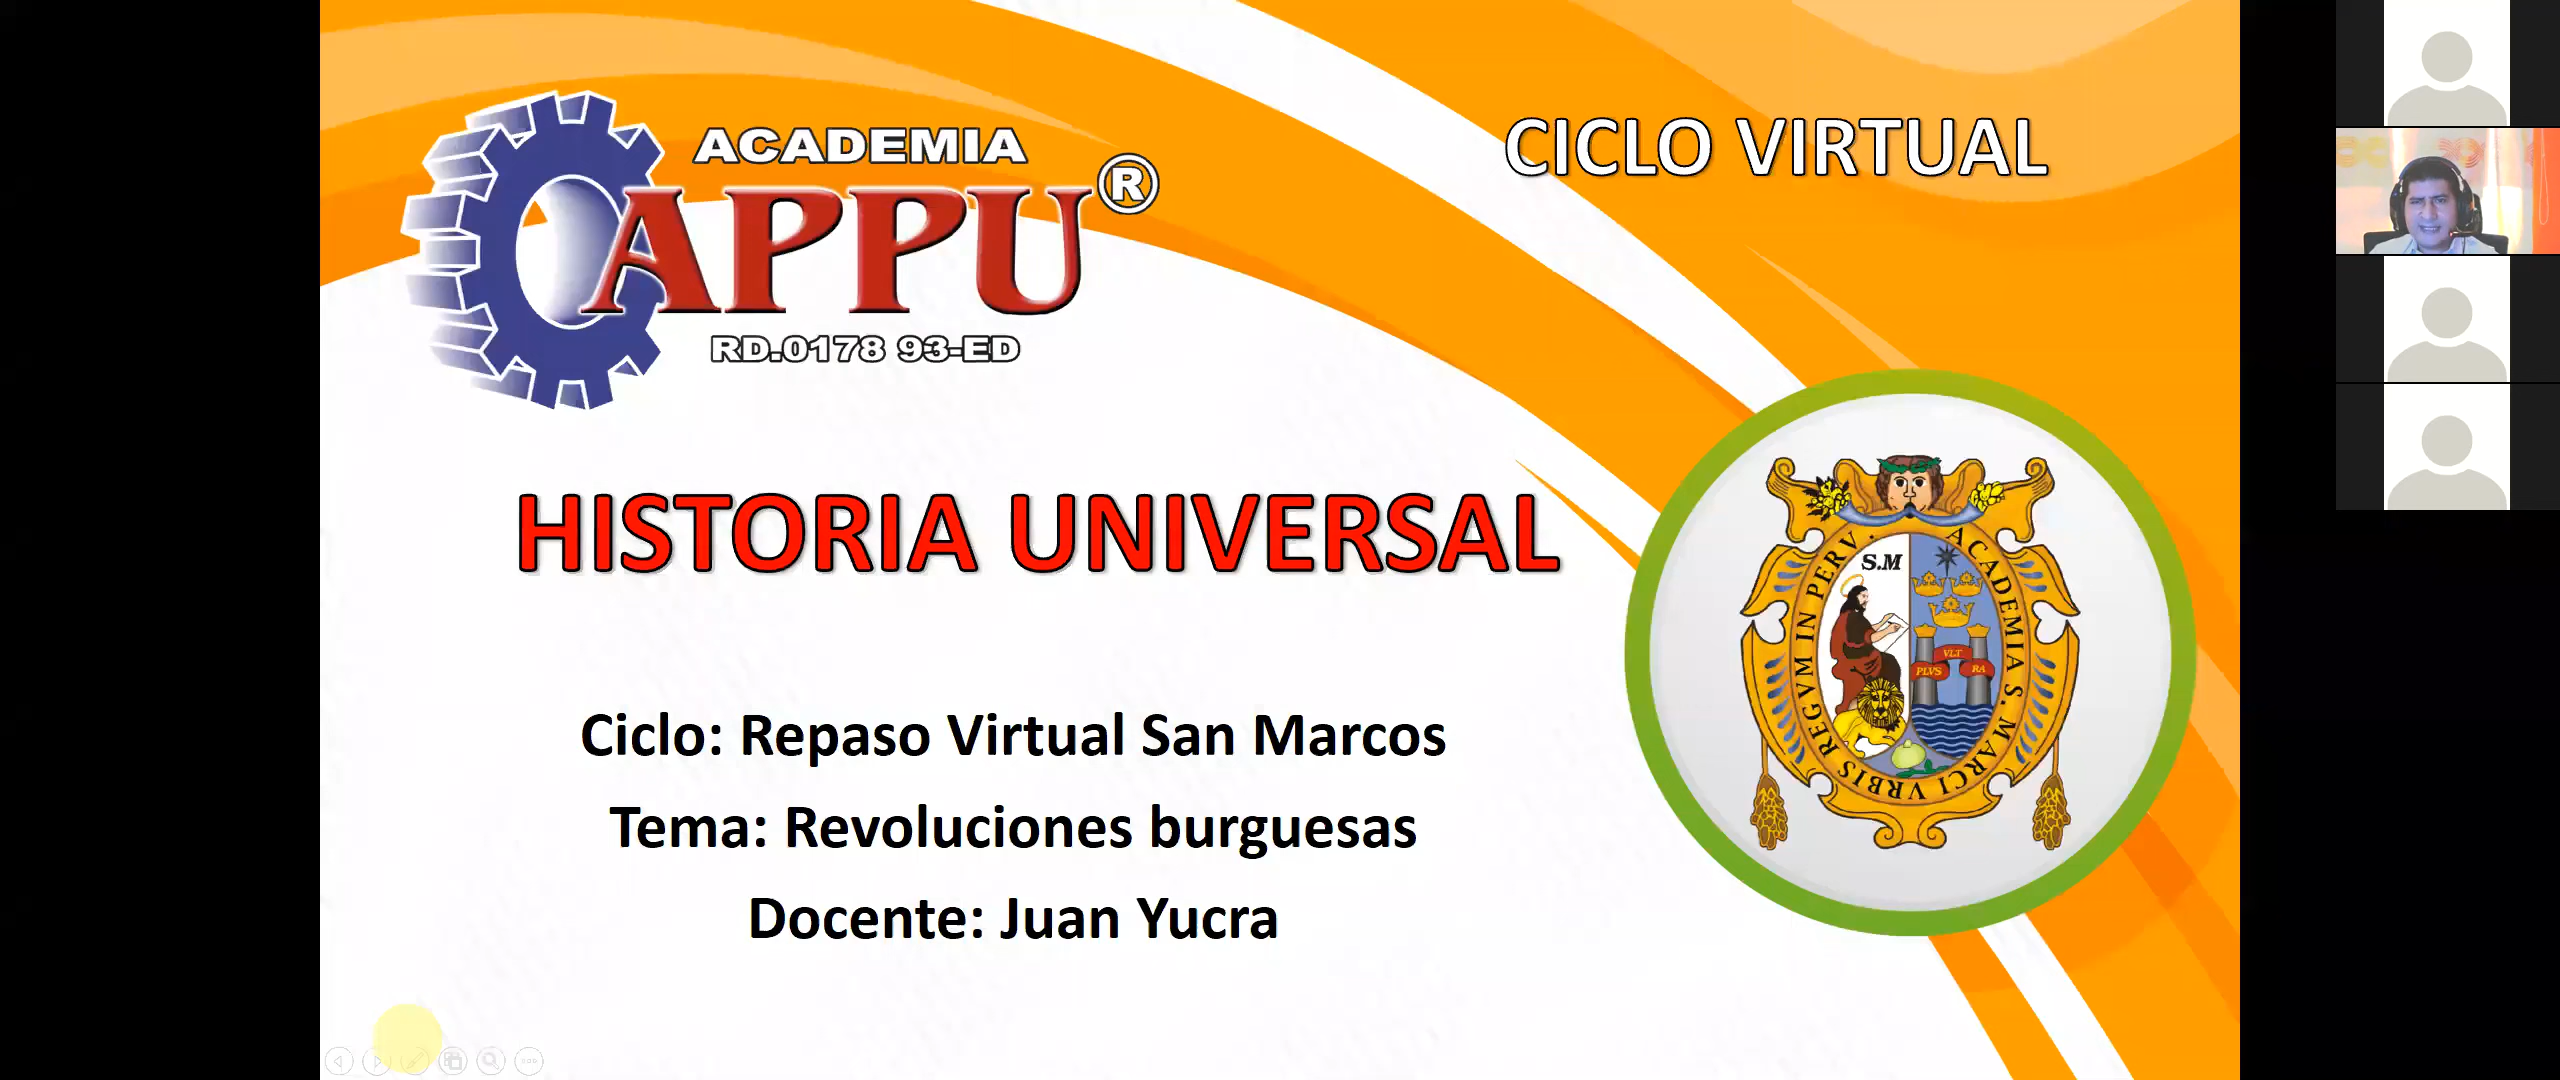 ACADEMIA
APPU®
RD.0178 93-ED
CICLO VIRTUAL
HISTORIA UNIVERSAL
Ciclo: Repaso Virtual San Marcos
Tema: Revoluciones burguesas
Docente: Juan Yucra
ACADEMIA S. MARCI VRBIS REGVM IN PERV.
S.M
PLVS VLT RA